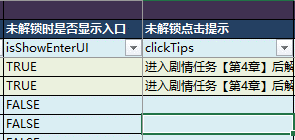 未解锁时是否显示入口 未解锁点击提示
isShowEnterUI clickTips
TRUE 进入剧情任务【第4章】后解
TRUE 进入剧情任务【第4章】后解
FALSE
FALSE
FALSE